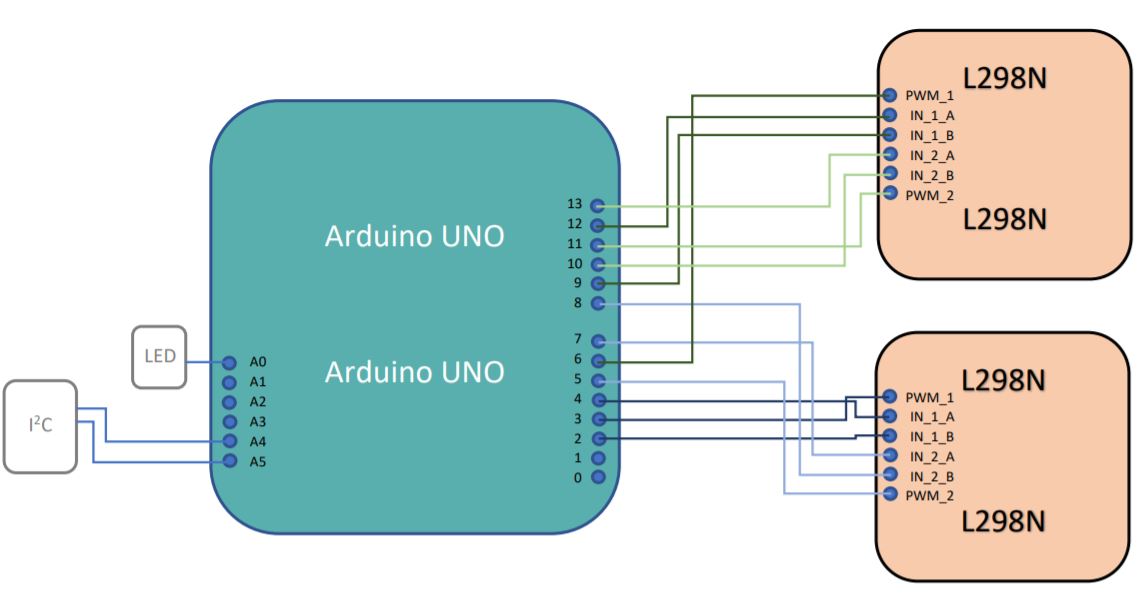 L298N
PWM_1
IN_1_A
IN_1_B
IN_2_A
IN_2_B
PWM_2
L298N
13
12
11
10
9
8
7
6
5
4
3
2
1
0
Arduino UNO
Arduino UNO
LED
I²C
A0
A1
A2
A3
A4
A5
L298N
PWM_1
IN_1_A
IN_1_B
IN_2_A
IN_2_B
PWM_2
L298N